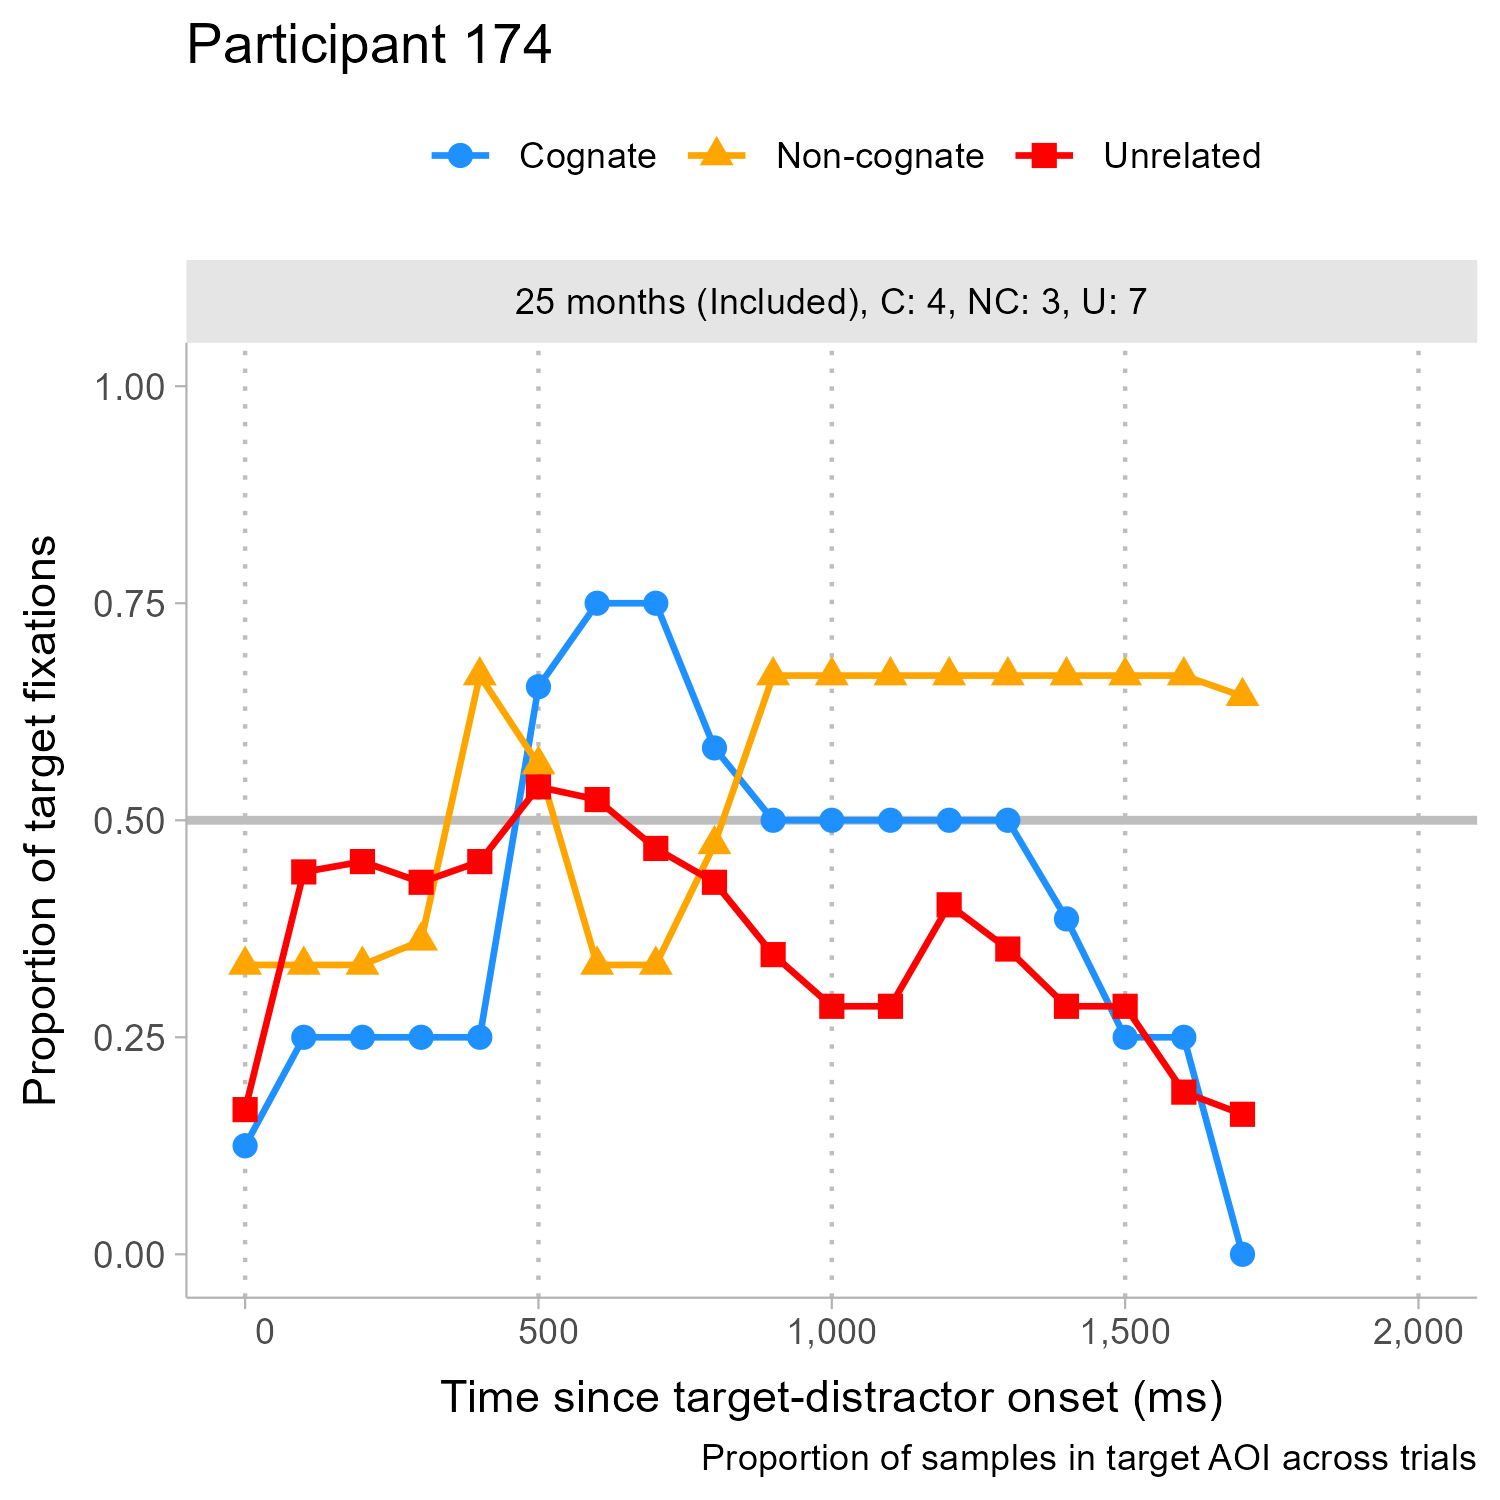 Participant 174
Cognate Non-cognate Unrelated
25 months (Included), C: 4, NC: 3, U: 7
1.00
0.75
0.50
0.25
0.00
Proportion of target fixations
0 500 1,000 1,500 2,000
Time since target-distractor onset (ms)
Proportion of samples in target AOI across trials